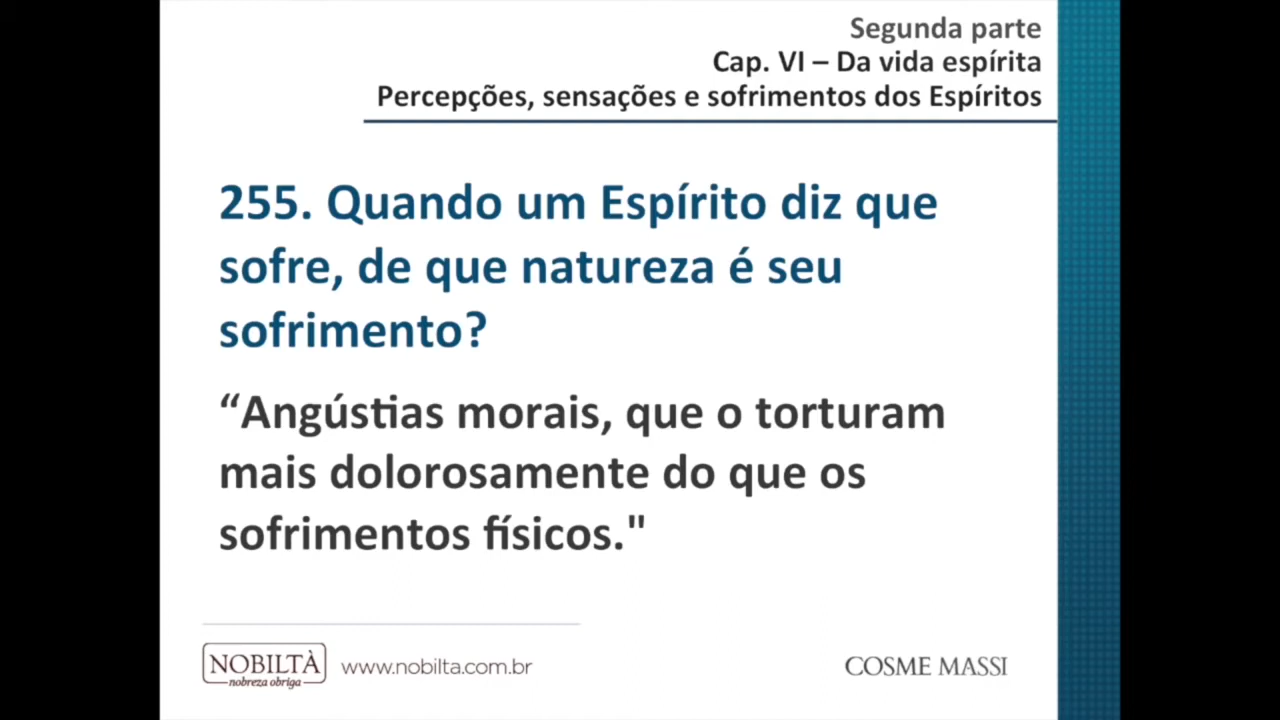 Segunda parte
Cap. VI – Da vida espírita
Percepções, sensações e sofrimentos dos Espíritos
255. Quando um Espírito diz que
sofre, de que natureza é seu
sofrimento?
“Angústias morais, que o torturam
mais dolorosamente do que os
sofrimentos físicos."
NOBILTÀ
nobreza obriga
www.nobilta.com.br
COSME MASSI